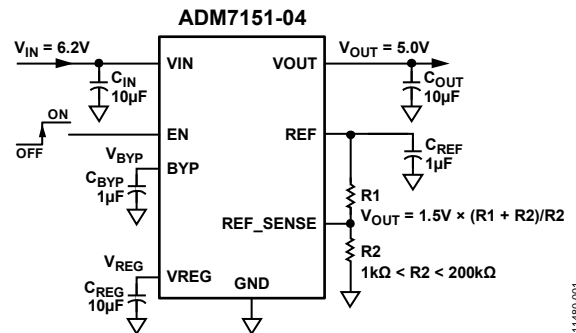 ADM7151-04
VIN = 6.2V
VOUT = 5.0V
VIN
VOUT
CIN
10µF
COUT
10µF
ON
OFF
EN
REF
CREF
1µF
VBYP
BYP
CBYP
1µF
R1
REF_SENSE
VOUT = 1.5V × (R1 + R2)/R2
R2
1kΩ < R2 < 200kΩ
VREG
VREG
CREG
10µF
GND
11480-001